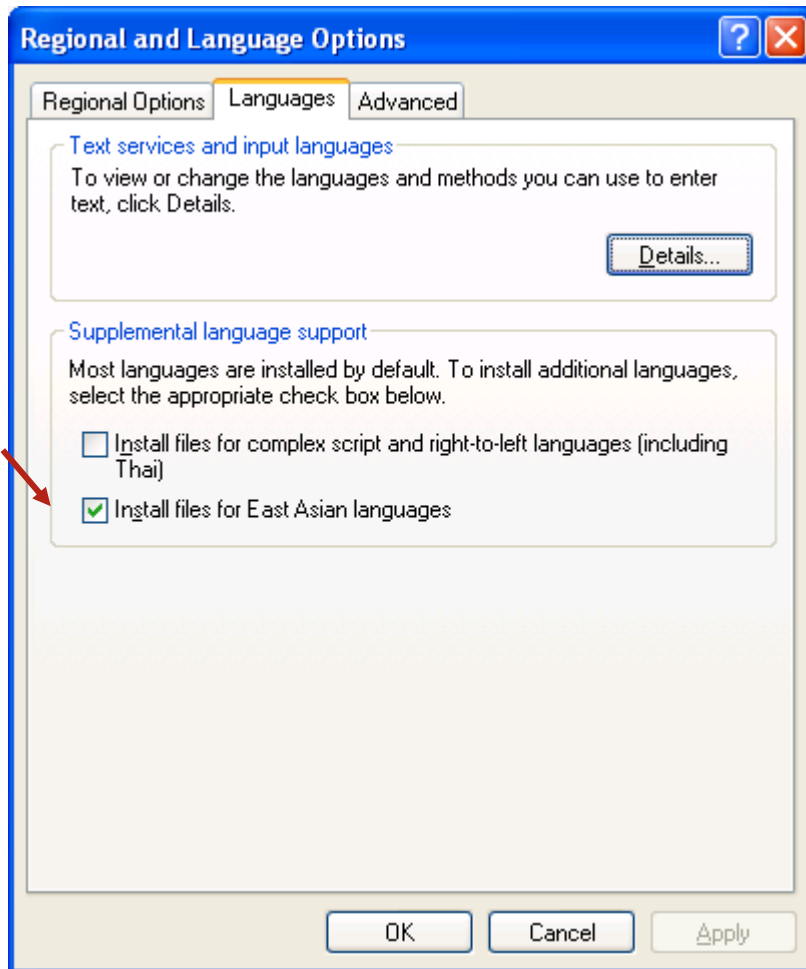 Regional and Language Options
Regional Options Languages Advanced
Text services and input languages
To view or change the languages and methods you can use to enter
text, click Details.
Details...
Supplemental language support
Most languages are installed by default. To install additional languages,
select the appropriate check box below.
Install files for complex script and right-to-left languages (including
Thai)
Install files for East Asian languages
OK Cancel Apply